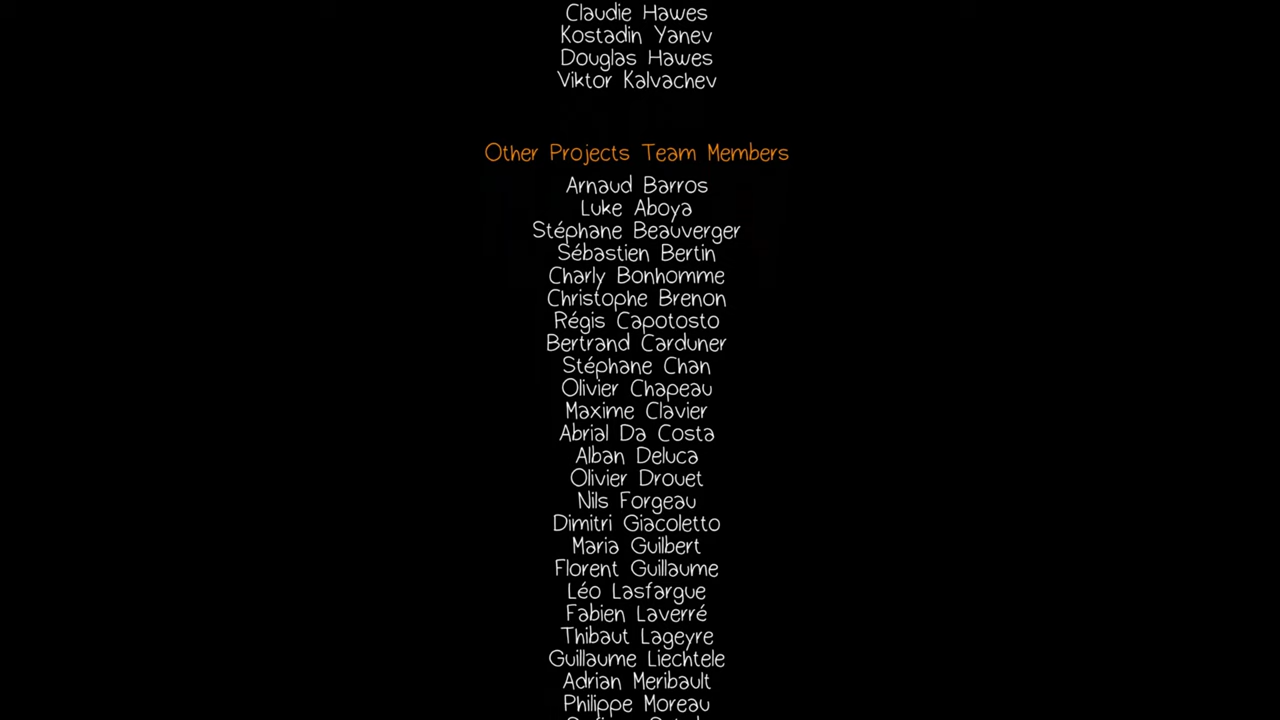 Claudie Hawes
Kostadin Yanev
Douglas Hawes
Viktor Kalvachev
Other Projects Team Members
Arnaud Barros
Luke Aboya
Stéphane Beauverger
Sébastien Bertin
Charly Bonhomme
Christophe Brenon
Régis Capotosto
Bertrand Carduner
Stéphane Chan
Olivier Chapeau
Maxime Clavier
Abrial Da Costa
Alban Deluca
Olivier Drouet
Nils Forgeau
Dimitri Giacoletto
Maria Guilbert
Florent Guillaume
Léo Lasfargue
Fabien Laverré
Thibaut Lageyre
Guillaume Liechtele
Adrian Meribault
Philippe Moreau